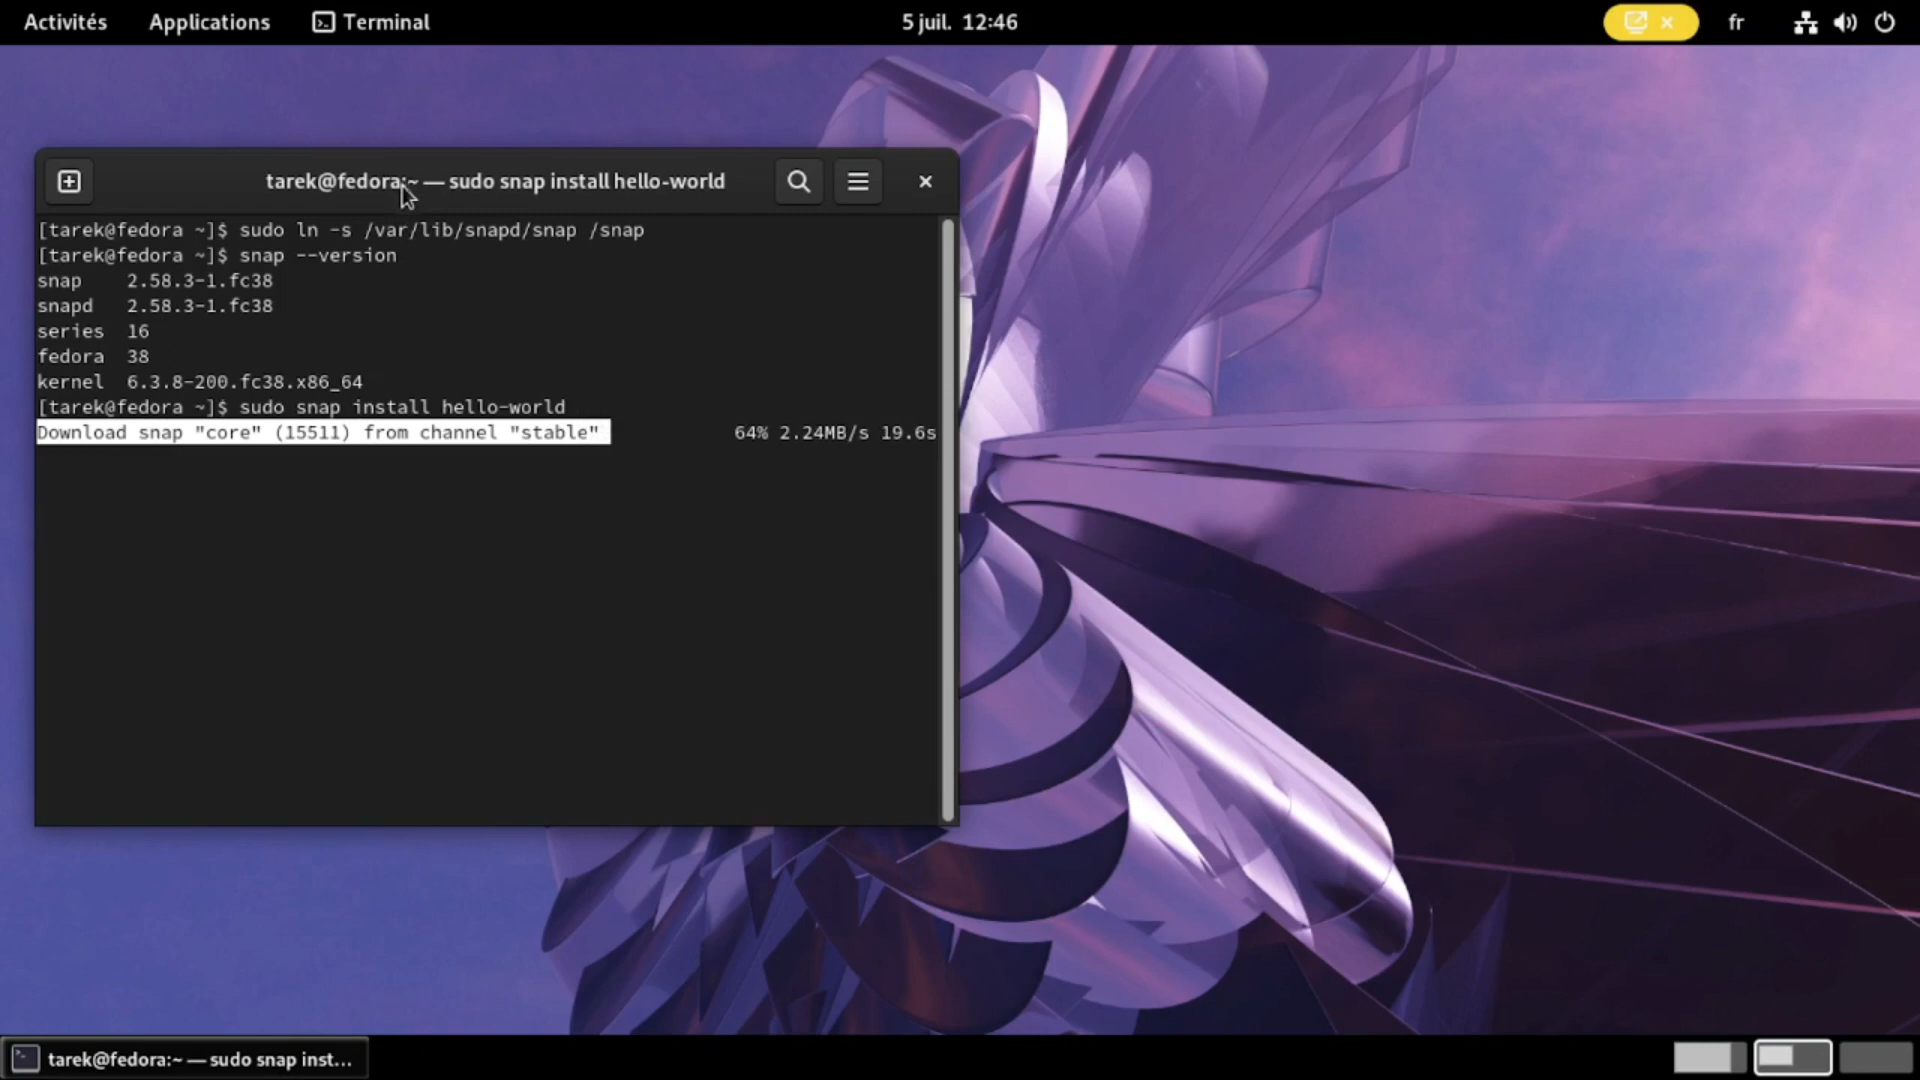 Activités Applications Terminal 5 juil. 12:46 fr
tarek@fedora:~ — sudo snap install hello-world
[tarek@fedora ~]$ sudo ln -s /var/lib/snapd/snap /snap
[tarek@fedora ~]$ snap --version
snap    2.58.3-1.fc38
snapd   2.58.3-1.fc38
series  16
fedora  38
kernel  6.3.8-200.fc38.x86_64
[tarek@fedora ~]$ sudo snap install hello-world
Download snap "core" (15511) from channel "stable" 64% 2.24MB/s 19.6s
tarek@fedora:~ — sudo snap inst...